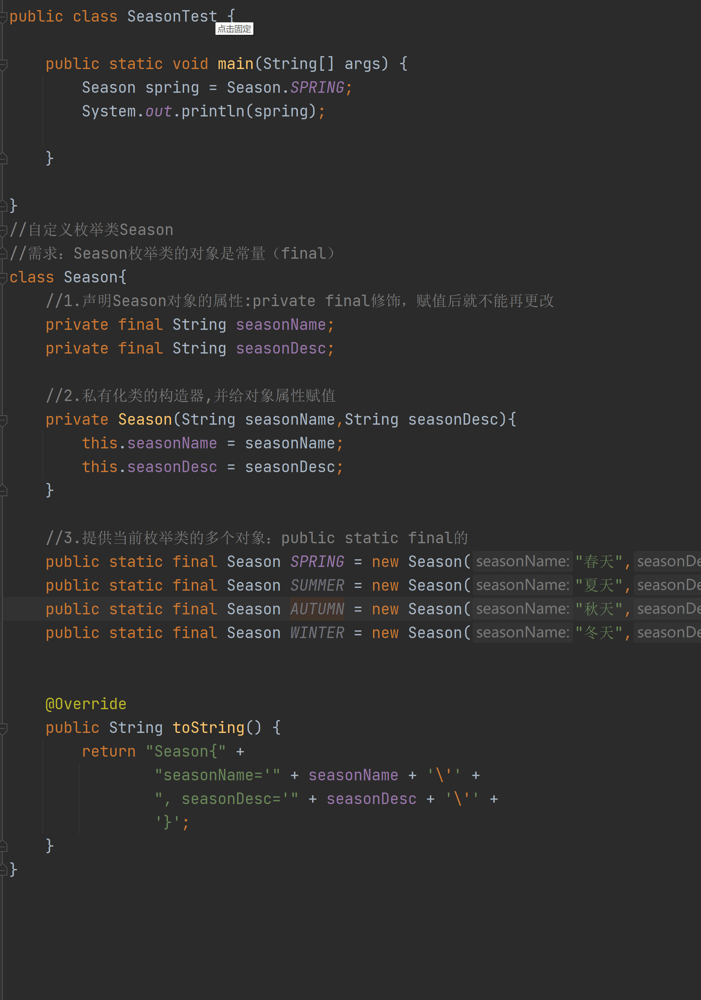 public class SeasonTest {
点击固定
public static void main(String[] args) {
Season spring = Season.SPRING;
System.out.println(spring);
}
}
//自定义枚举类Season
//需求：Season枚举类的对象是常量（final）
class Season{
//1.声明Season对象的属性:private final修饰，赋值后就不能再更改
private final String seasonName;
private final String seasonDesc;
//2.私有化类的构造器,并给对象属性赋值
private Season(String seasonName,String seasonDesc){
this.seasonName = seasonName;
this.seasonDesc = seasonDesc;
}
//3.提供当前枚举类的多个对象：public static final的
public static final Season SPRING = new Season( seasonName: "春天", seasonDe
public static final Season SUMMER = new Season( seasonName: "夏天", seasonDe
public static final Season AUTUMN = new Season( seasonName: "秋天", seasonDe
public static final Season WINTER = new Season( seasonName: "冬天", seasonDe
@Override
public String toString() {
return "Season{" +
"seasonName='" + seasonName + '\'' +
", seasonDesc='" + seasonDesc + '\'' +
'}';
}
}